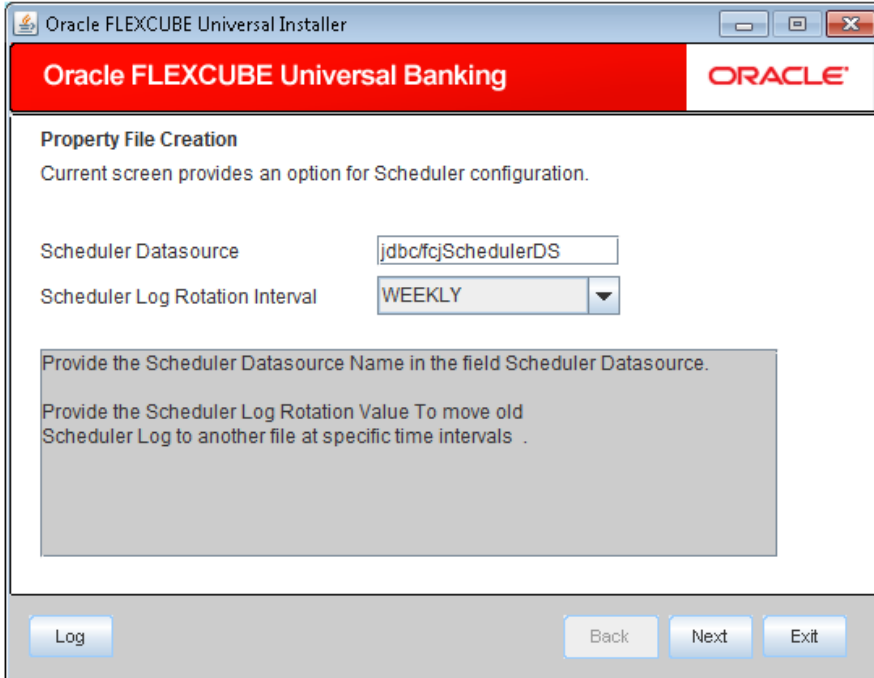 Oracle FLEXCUBE Universal Installer
Oracle FLEXCUBE Universal Banking
ORACLE
Property File Creation
Current screen provides an option for Scheduler configuration.
Scheduler Datasource
jdbc/fcjSchedulerDS
Scheduler Log Rotation Interval
WEEKLY
Provide the Scheduler Datasource Name in the field Scheduler Datasource.
Provide the Scheduler Log Rotation Value To move old
Scheduler Log to another file at specific time intervals  .
Log
Back
Next
Exit